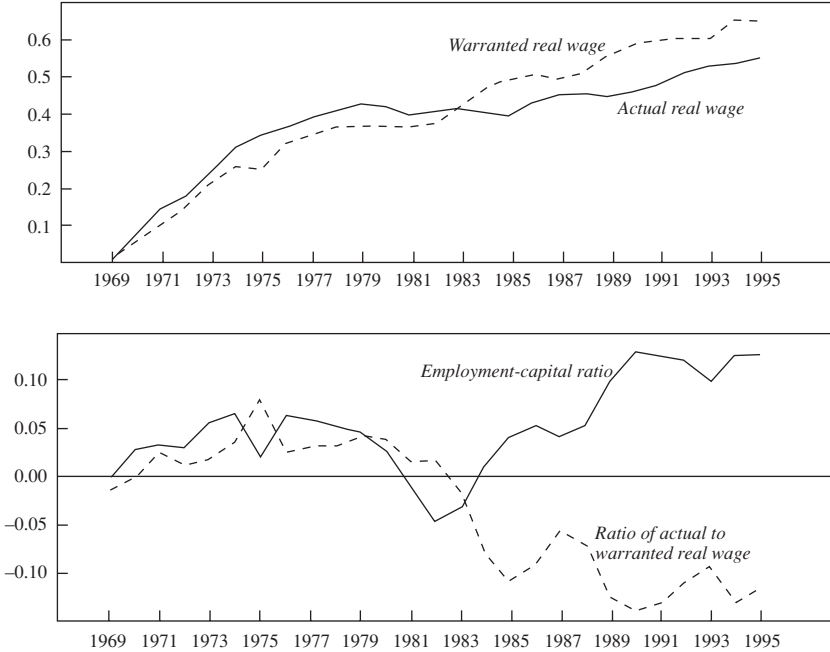 0.6
Warranted real wage
0.5
0.4
Actual real wage
0.3
0.2
0.1
1969 1971 1973 1975 1977 1979 1981 1983 1985 1987 1989 1991 1993 1995
0.10
Employment-capital ratio
0.05
0.00
–0.05
Ratio of actual to
warranted real wage
–0.10
1969 1971 1973 1975 1977 1979 1981 1983 1985 1987 1989 1991 1993 1995